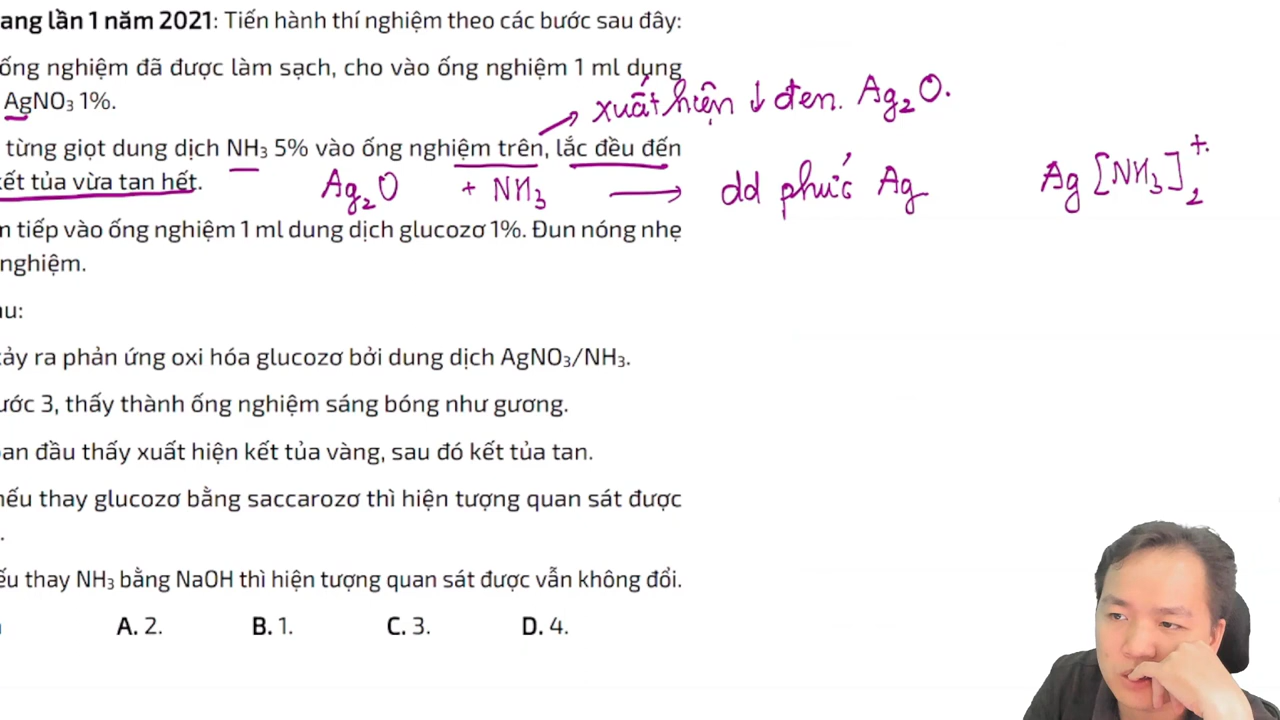 ang lần 1 năm 2021: Tiến hành thí nghiệm theo các bước sau đây:
ống nghiệm đã được làm sạch, cho vào ống nghiệm 1 ml dụng
AgNO₃ 1%.
xuất hiện ↓ đen. Ag₂O.
từng giọt dung dịch NH₃ 5% vào ống nghiệm trên, lắc đều đến
kết tủa vừa tan hết.
Ag₂O + NH₃ ⟶ dd phức Ag Ag[NH₃]₂⁺
n tiếp vào ống nghiệm 1 ml dung dịch glucozơ 1%. Đun nóng nhẹ
nghiệm.
au:
xảy ra phản ứng oxi hóa glucozơ bởi dung dịch AgNO₃/NH₃.
ước 3, thấy thành ống nghiệm sáng bóng như gương.
an đầu thấy xuất hiện kết tủa vàng, sau đó kết tủa tan.
nếu thay glucozơ bằng saccarozơ thì hiện tượng quan sát được
.
ếu thay NH₃ bằng NaOH thì hiện tượng quan sát được vẫn không đổi.
A. 2. B. 1. C. 3. D. 4.